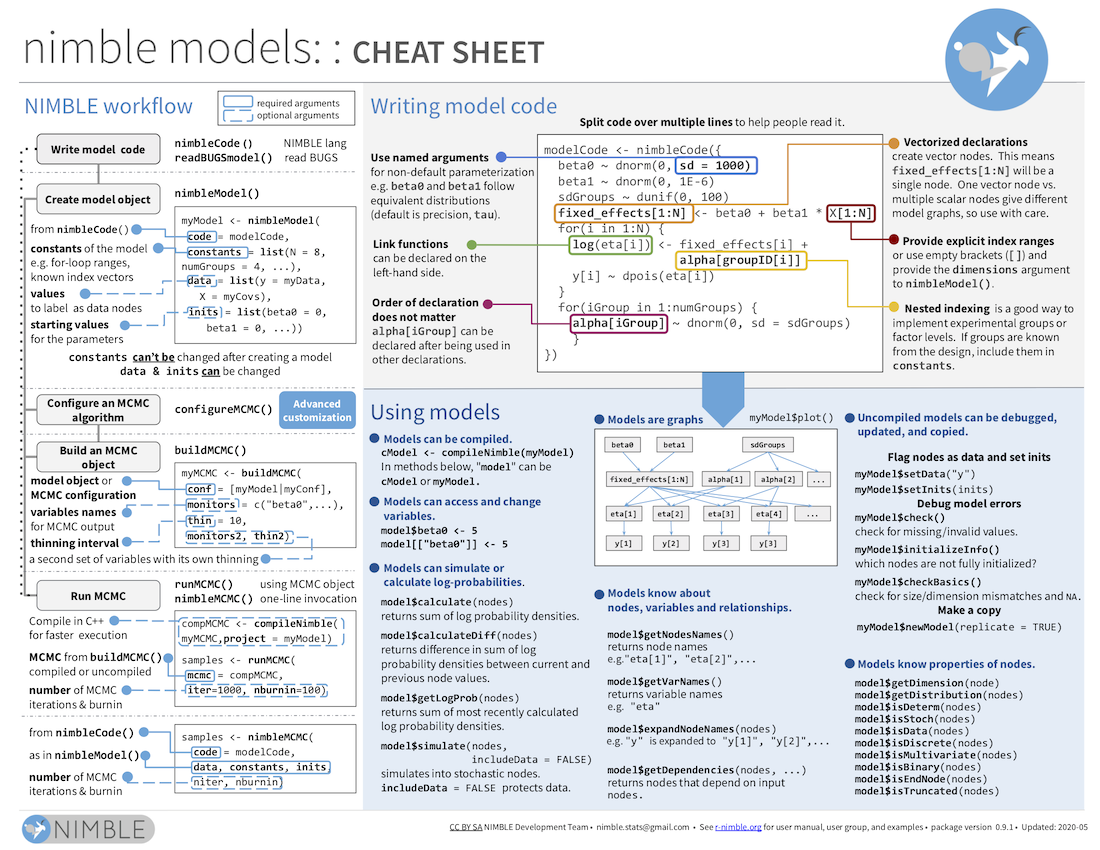 nimble models: : CHEAT SHEET
NIMBLE workflow
required arguments
optional arguments
Write model code
nimbleCode() NIMBLE lang
readBUGSmodel() read BUGS
Create model object
nimbleModel()
from nimbleCode()
constants of the model
e.g. for-loop ranges,
known index vectors
values
to label as data nodes
starting values
for the parameters
myModel <- nimbleModel(
code = modelCode,
constants = list(N = 8,
numGroups = 4, ...),
data = list(y = myData,
X = myCovs),
inits = list(beta0 = 0,
beta1 = 0, ...))
constants can't be changed after creating a model
data & inits can be changed
Configure an MCMC
algorithm
configureMCMC()
Advanced
customization
Build an MCMC
object
buildMCMC()
model object or
MCMC configuration
variables names
for MCMC output
thinning interval
a second set of variables with its own thinning
myMCMC <- buildMCMC(
conf = [myModel|myConf],
monitors = c("beta0",...),
thin = 10,
monitors2, thin2)
Run MCMC
runMCMC() using MCMC object
nimbleMCMC() one-line invocation
Compile in C++
for faster execution
MCMC from buildMCMC()
compiled or uncompiled
number of MCMC
iterations & burnin
compMCMC <- compileNimble(
myMCMC,project = myModel)
samples <- runMCMC(
mcmc = compMCMC,
iter=1000, nburnin=100)
from nimbleCode()
as in nimbleModel()
number of MCMC
iterations & burnin
samples <- nimbleMCMC(
code = modelCode,
data, constants, inits,
niter, nburnin)
Writing model code
Split code over multiple lines to help people read it.
Use named arguments
for non-default parameterization
e.g. beta0 and beta1 follow
equivalent distributions
(default is precision, tau).
Link functions
can be declared on the
left-hand side.
Order of declaration
does not matter
alpha[iGroup] can be
declared after being used in
other declarations.
modelCode <- nimbleCode({
beta0 ~ dnorm(0, sd = 1000)
beta1 ~ dnorm(0, 1E-6)
sdGroups ~ dunif(0, 100)
fixed_effects[1:N] <- beta0 + beta1 * X[1:N]
for(i in 1:N) {
log(eta[i]) <- fixed_effects[i] +
alpha[groupID[i]]
y[i] ~ dpois(eta[i])
}
for(iGroup in 1:numGroups) {
alpha[iGroup] ~ dnorm(0, sd = sdGroups)
}
})
Vectorized declarations
create vector nodes. This means
fixed_effects[1:N] will be a
single node. One vector node vs.
multiple scalar nodes give different
model graphs, so use with care.
Provide explicit index ranges
or use empty brackets ([]) and
provide the dimensions argument
to nimbleModel().
Nested indexing is a good way to
implement experimental groups or
factor levels. If groups are known
from the design, include them in
constants.
Using models
Models can be compiled.
cModel <- compileNimble(myModel)
In methods below, "model" can be
cModel or myModel.
Models can access and change
variables.
model$beta0 <- 5
model[["beta0"]] <- 5
Models can simulate or
calculate log-probabilities.
model$calculate(nodes)
returns sum of log probability densities.
model$calculateDiff(nodes)
returns difference in sum of log
probability densities between current and
previous node values.
model$getLogProb(nodes)
returns sum of most recently calculated
log probability densities.
model$simulate(nodes,
includeData = FALSE)
simulates into stochastic nodes.
includeData = FALSE protects data.
Models are graphs myModel$plot()
beta0 beta1 sdGroups
fixed_effects[1:N] alpha[1] alpha[2] ...
eta[1] eta[2] eta[3] eta[4] ...
y[1] y[2] y[3] y[3]
Models know about
nodes, variables and relationships.
model$getNodesNames()
returns node names
e.g."eta[1]", "eta[2]",...
model$getVarNames()
returns variable names
e.g. "eta"
model$expandNodeNames(nodes)
e.g. "y" is expanded to "y[1]", "y[2]",...
model$getDependencies(nodes, ...)
returns nodes that depend on input
nodes.
Uncompiled models can be debugged,
updated, and copied.
Flag nodes as data and set inits
myModel$setData("y")
myModel$setInits(inits)
Debug model errors
myModel$check()
check for missing/invalid values.
myModel$initializeInfo()
which nodes are not fully initialized?
myModel$checkBasics()
check for size/dimension mismatches and NA.
Make a copy
myModel$newModel(replicate = TRUE)
Models know properties of nodes.
model$getDimension(node)
model$getDistribution(nodes)
model$isDeterm(nodes)
model$isStoch(nodes)
model$isData(nodes)
model$isDiscrete(nodes)
model$isMultivariate(nodes)
model$isBinary(nodes)
model$isEndNode(nodes)
model$isTruncated(nodes)
NIMBLE
CC BY SA NIMBLE Development Team • nimble.stats@gmail.com • See r-nimble.org for user manual, user group, and examples • package version 0.9.1 • Updated: 2020-05